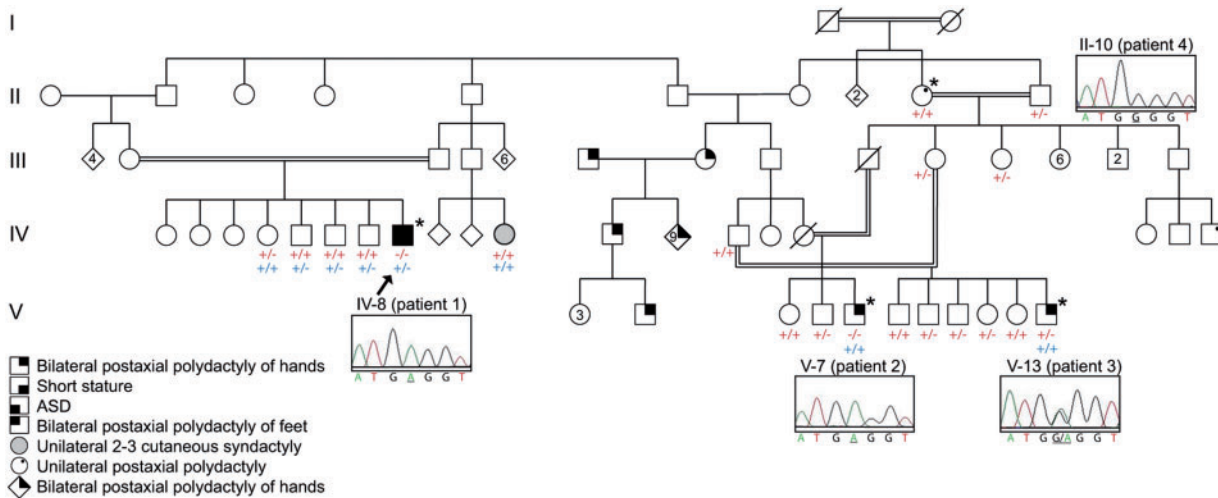 I
II-10 (patient 4)
*
II
2
+/+
+/-
A T G G G G T
III
4
6
+/-
+/-
6
2
*
IV
9
+/- +/+ +/+ +/+ -/- +/+
+/+ +/- +/- +/- +/- +/+
+/+
V
IV-8 (patient 1)
3
*
*
+/+ +/- -/- +/+ +/- +/- +/- +/+ +/-
+/+ +/+
A T G A G G T
V-7 (patient 2)
V-13 (patient 3)
A T G A G G T
A T G G/A G G T
Bilateral postaxial polydactyly of hands
Short stature
ASD
Bilateral postaxial polydactyly of feet
Unilateral 2-3 cutaneous syndactyly
Unilateral postaxial polydactyly
Bilateral postaxial polydactyly of hands